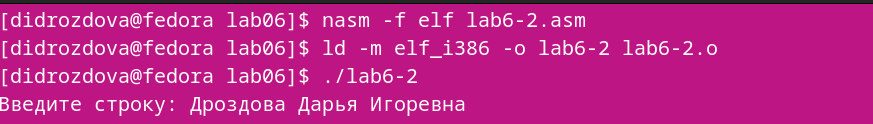 [didrozdova@fedora lab06]$ nasm -f elf lab6-2.asm
[didrozdova@fedora lab06]$ ld -m elf_i386 -o lab6-2 lab6-2.o
[didrozdova@fedora lab06]$ ./lab6-2
Введите строку: Дроздова Дарья Игоревна